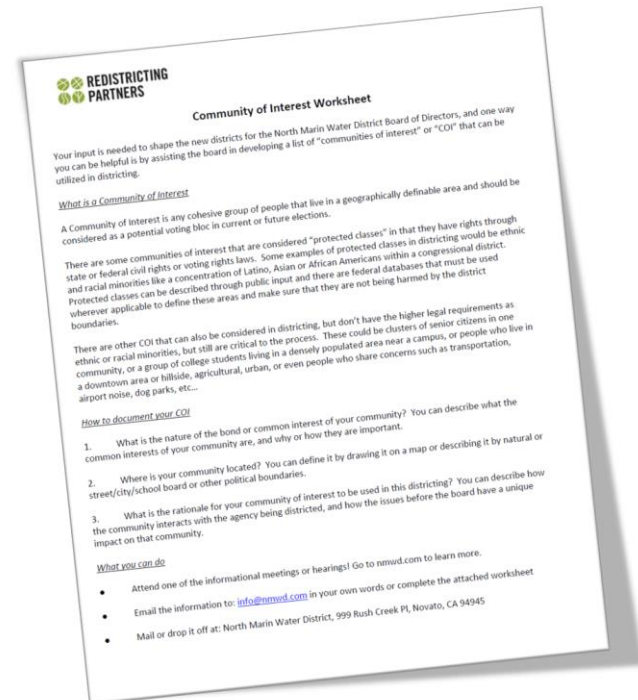 REDISTRICTING
PARTNERS
Community of Interest Worksheet
Your input is needed to shape the new districts for the North Marin Water District Board of Directors, and one way
you can be helpful is by assisting the board in developing a list of "communities of interest" or "COI" that can be
utilized in districting.
What is a Community of Interest
A Community of Interest is any cohesive group of people that live in a geographically definable area and should be
considered as a potential voting bloc in current or future elections.
There are some communities of interest that are considered "protected classes" in that they have rights through
state or federal civil rights or voting rights laws. Some examples of protected classes in districting would be ethnic
and racial minorities like a concentration of Latino, Asian or African Americans within a congressional district.
Protected classes can be described through public input and there are federal databases that must be used
wherever applicable to define these areas and make sure that they are not being harmed by the district
boundaries.
There are other COI that can also be considered in districting, but don't have the higher legal requirements as
ethnic or racial minorities, but still are critical to the process. These could be clusters of senior citizens in one
community, or a group of college students living in a densely populated area near a campus, or people who live in
a downtown area or hillside, agricultural, urban, or even people who share concerns such as transportation,
airport noise, dog parks, etc...
How to document your COI
1. What is the nature of the bond or common interest of your community? You can describe what the
common interests of your community are, and why or how they are important.
2. Where is your community located? You can define it by drawing it on a map or describing it by natural or
street/city/school board or other political boundaries.
3. What is the rationale for your community of interest to be used in this districting? You can describe how
the community interacts with the agency being districted, and how the issues before the board have a unique
impact on that community.
What you can do
• Attend one of the informational meetings or hearings! Go to nmwd.com to learn more.
• Email the information to: info@nmwd.com in your own words or complete the attached worksheet
• Mail or drop it off at: North Marin Water District, 999 Rush Creek Pl, Novato, CA 94945